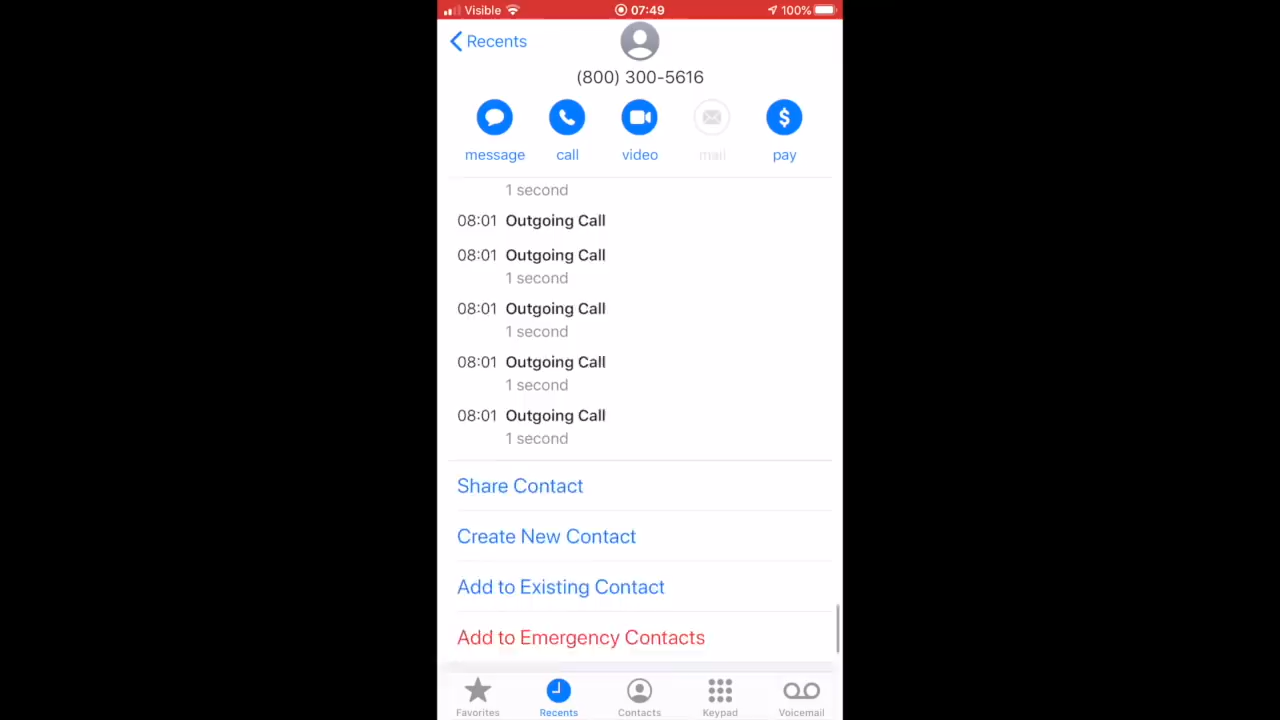 Visible 07:49 100%
Recents
(800) 300-5616
message call video mail pay
1 second
08:01 Outgoing Call
08:01 Outgoing Call
1 second
08:01 Outgoing Call
1 second
08:01 Outgoing Call
1 second
08:01 Outgoing Call
1 second
Share Contact
Create New Contact
Add to Existing Contact
Add to Emergency Contacts
Favorites Recents Contacts Keypad Voicemail